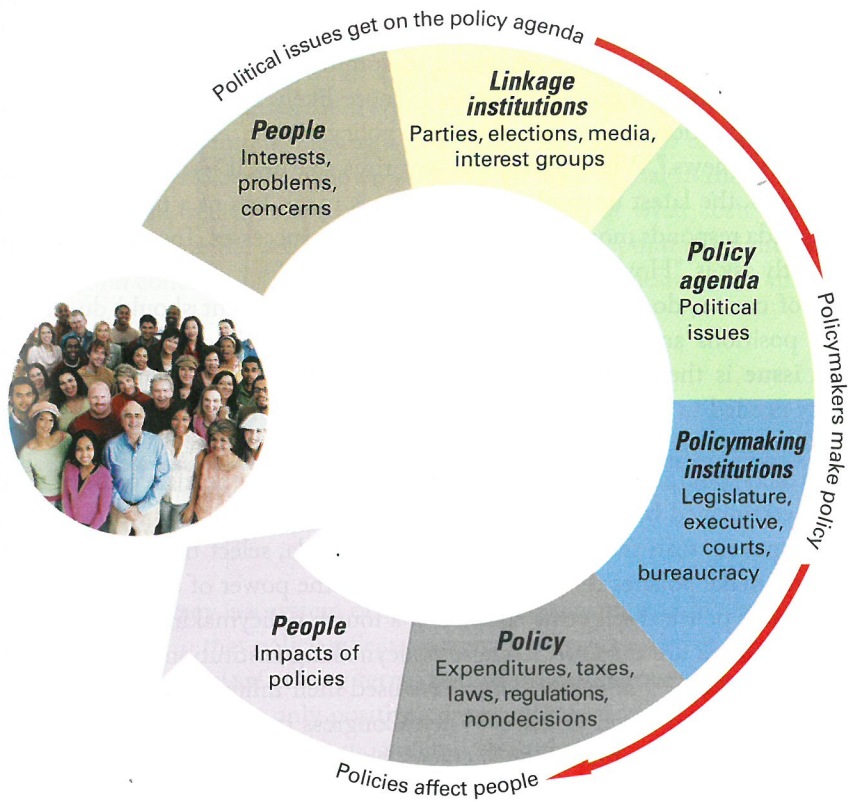 Political issues get on the policy agenda
People
Interests,
problems,
concerns
Linkage
institutions
Parties, elections, media,
interest groups
Policy
agenda
Political
issues
Policymakers make policy
Policymaking
institutions
Legislature,
executive,
courts,
bureaucracy
Policy
Expenditures, taxes,
laws, regulations,
nondecisions
Policies affect people
People
Impacts of
policies